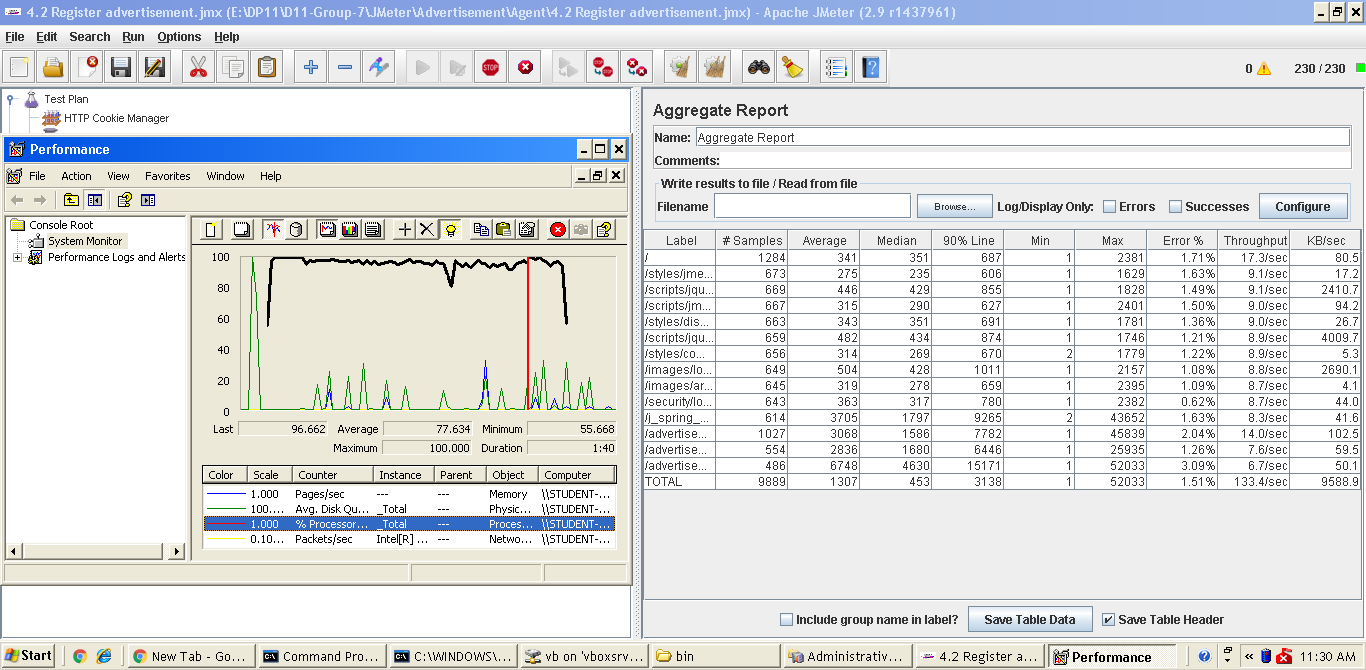 4.2 Register advertisement.jmx (E:\DP11\D11-Group-7\JMeter\Advertisement\Agent\4.2 Register advertisement.jmx) - Apache JMeter (2.9 r1437961)
File Edit Search Run Options Help
STOP STOP 0 230 / 230
Test Plan
HTTP Cookie Manager
Performance
File Action View Favorites Window Help
Console Root
System Monitor
Performance Logs and Alerts
100
80
60
40
20
0
Last 96.662 Average 77.634 Minimum 55.668
Maximum 100.000 Duration 1:40
Color Scale Counter Instance Parent Object Computer
1.000 Pages/sec --- --- Memory \\STUDENT-...
100.... Avg. Disk Qu... _Total --- Physic... \\STUDENT-...
1.000 % Processor... _Total --- Proces... \\STUDENT-...
0.10... Packets/sec Intel[R] ... --- Netwo... \\STUDENT-...
Aggregate Report
Name: Aggregate Report
Comments:
Write results to file / Read from file
Filename Browse... Log/Display Only: Errors Successes Configure
Label # Samples Average Median 90% Line Min Max Error % Throughput KB/sec
/ 1284 341 351 687 1 2381 1.71% 17.3/sec 80.5
/styles/jme... 673 275 235 606 1 1629 1.63% 9.1/sec 17.2
/scripts/jqu... 669 446 429 855 1 1828 1.49% 9.1/sec 2410.7
/scripts/jm... 667 315 290 627 1 2401 1.50% 9.0/sec 94.2
/styles/dis... 663 343 351 691 1 1781 1.36% 9.0/sec 26.7
/scripts/jqu... 659 482 434 874 1 1746 1.21% 8.9/sec 4009.7
/styles/co... 656 314 269 670 2 1779 1.22% 8.9/sec 5.3
/images/lo... 649 504 428 1011 1 2157 1.08% 8.8/sec 2690.1
/images/ar... 645 319 278 659 1 2395 1.09% 8.7/sec 4.1
/security/lo... 643 363 317 780 1 2382 0.62% 8.7/sec 44.0
/j_spring_... 614 3705 1797 9265 2 43652 1.63% 8.3/sec 41.6
/advertise... 1027 3068 1586 7782 1 45839 2.04% 14.0/sec 102.5
/advertise... 554 2836 1680 6446 1 25935 1.26% 7.6/sec 59.5
/advertise... 486 6748 4630 15171 1 52033 3.09% 6.7/sec 50.1
TOTAL 9889 1307 453 3138 1 52033 1.51% 133.4/sec 9588.9
Include group name in label? Save Table Data Save Table Header
Start New Tab - Go... Command Pro... C:\WINDOWS\... vb on 'vboxsrv... bin Administrativ... 4.2 Register a... Performance 11:30 AM